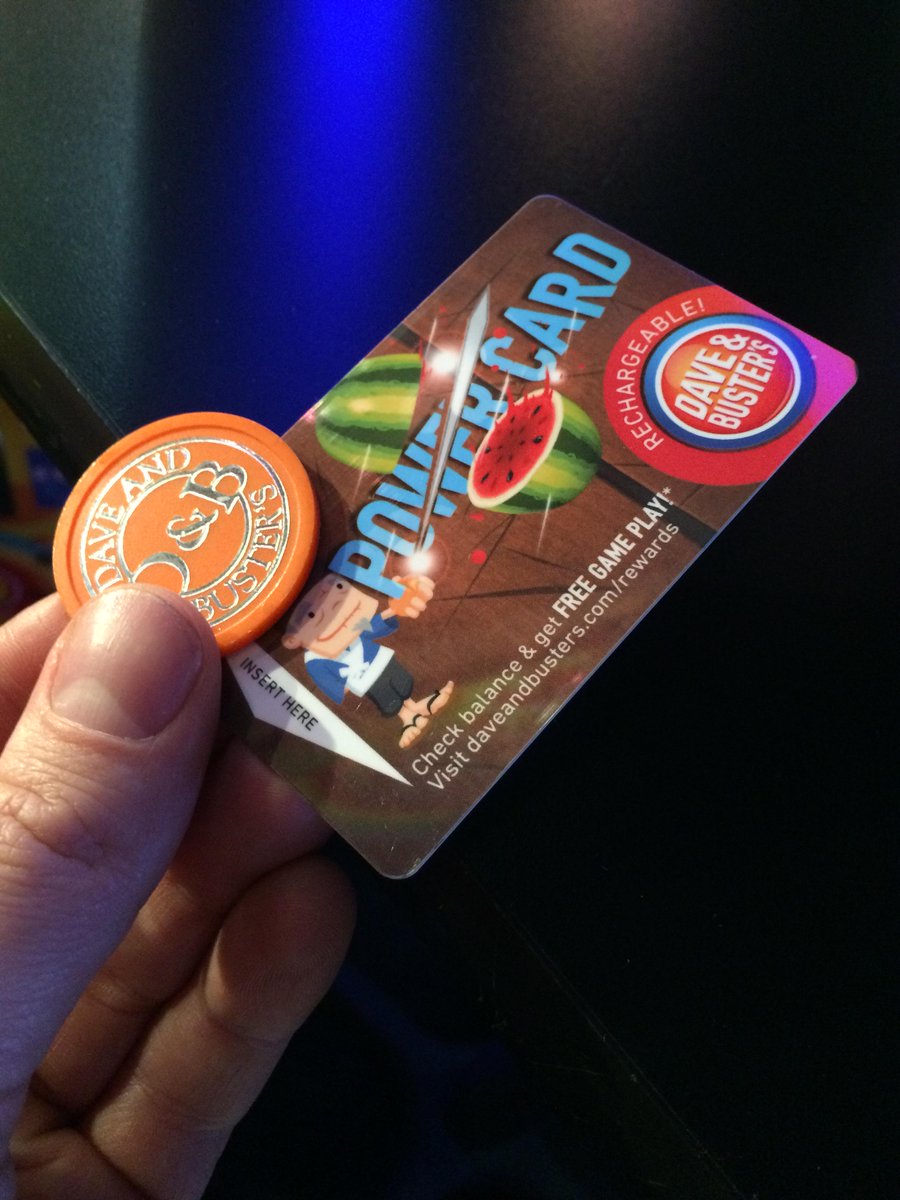 DAVE AND
D & B
BUSTER'S
POWER CARD
RECHARGEABLE!
DAVE &
BUSTER'S
INSERT HERE
Check balance & get FREE GAME PLAY!*
Visit daveandbusters.com/rewards